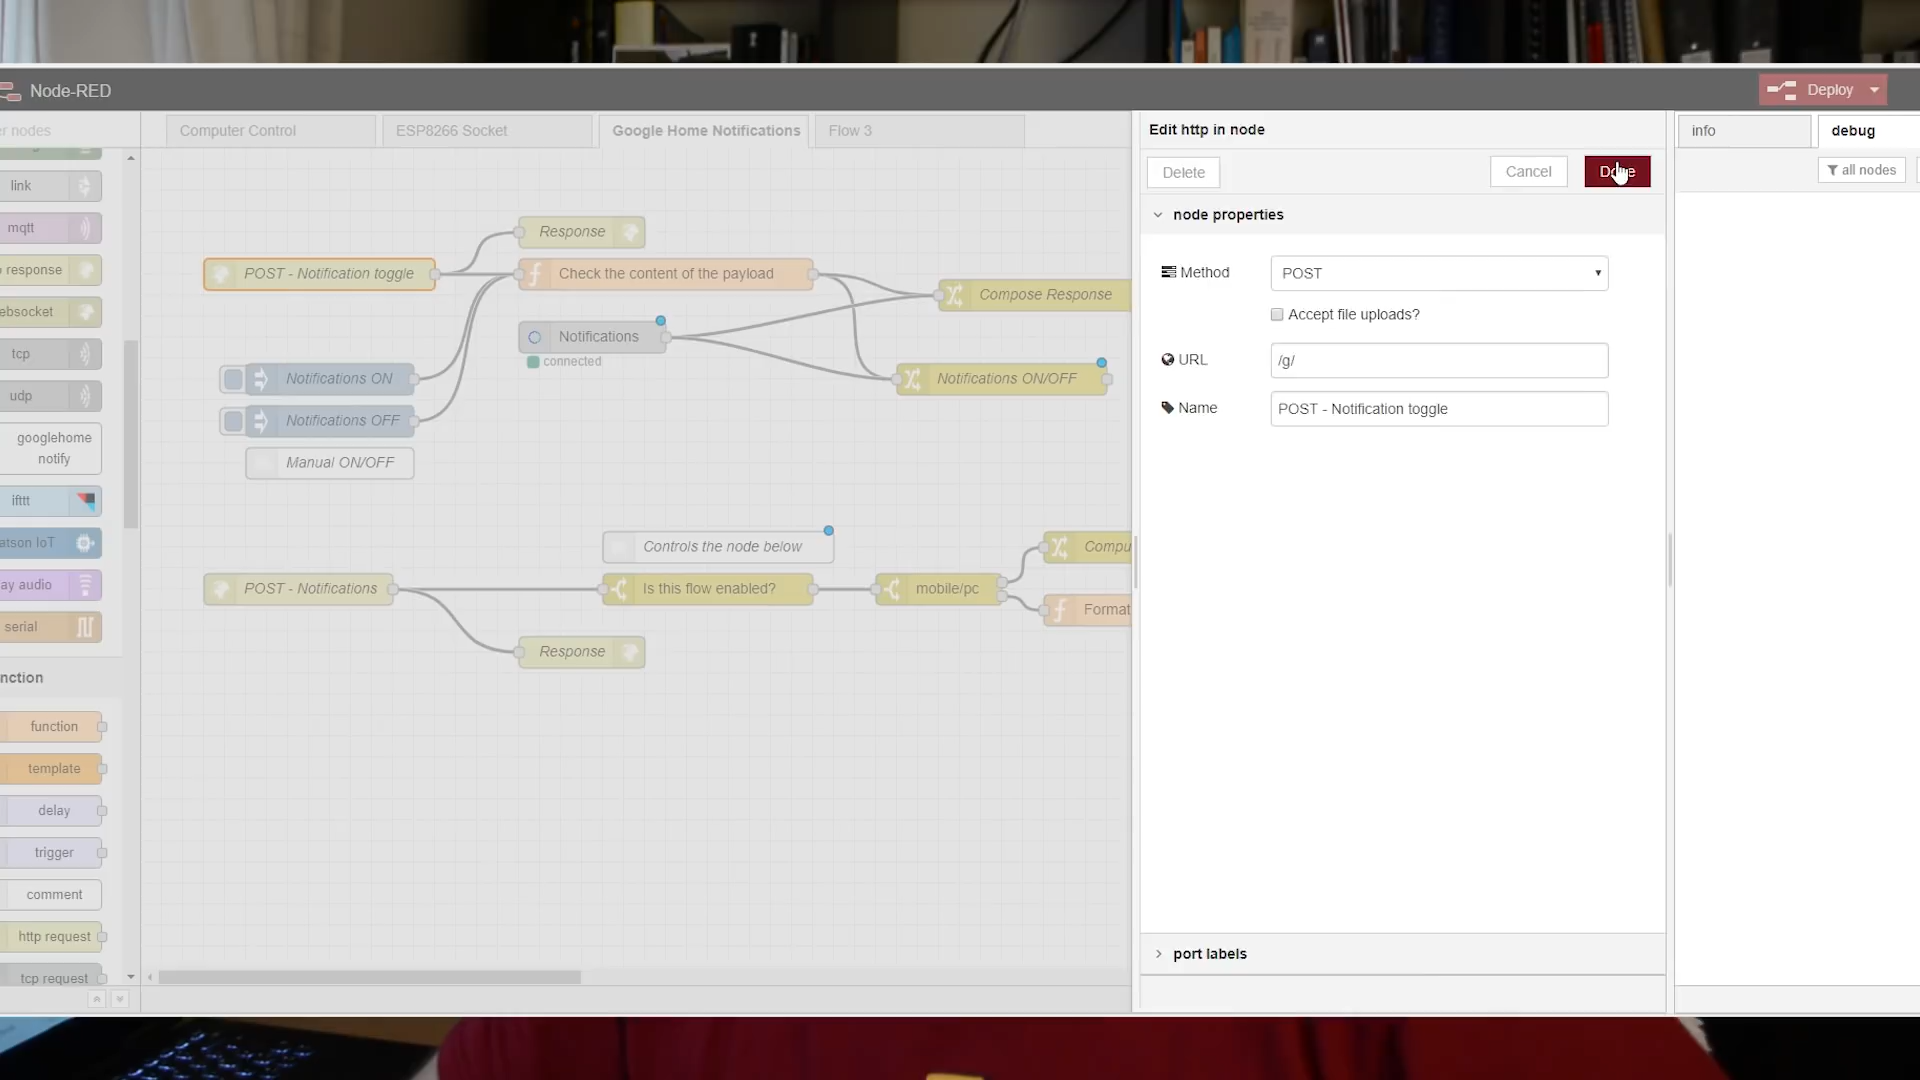 Node-RED
Deploy
er nodes
Computer Control
ESP8266 Socket
Google Home Notifications
Flow 3
Edit http in node
info
debug
Delete
Cancel
all nodes
node properties
link
mqtt
response
ebsocket
tcp
udp
googlehome
notify
ifttt
atson IoT
ay audio
serial
nction
function
template
delay
trigger
comment
http request
tcp request
Response
POST - Notification toggle
Check the content of the payload
Compose Response
Notifications
connected
Notifications ON
Notifications ON/OFF
Notifications OFF
Manual ON/OFF
Controls the node below
Compu
POST - Notifications
Is this flow enabled?
mobile/pc
Format
Response
Method
POST
Accept file uploads?
URL
/g/
Name
POST - Notification toggle
port labels